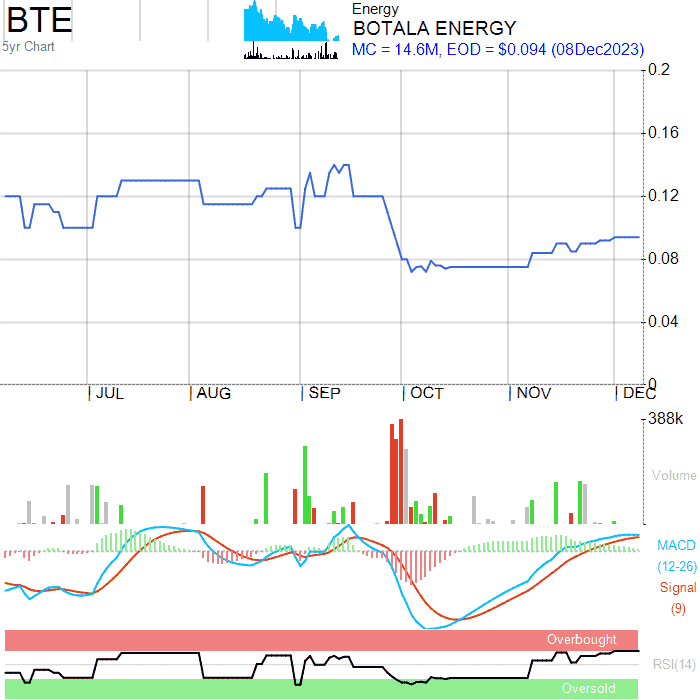 BTE
5yr Chart
Energy
BOTALA ENERGY
MC = 14.6M, EOD = $0.094 (08Dec2023)
0.2
0.16
0.12
0.08
0.04
0
JUL AUG SEP OCT NOV DEC
388k
Volume
MACD
(12-26)
Signal
(9)
Overbought
RSI(14)
Oversold